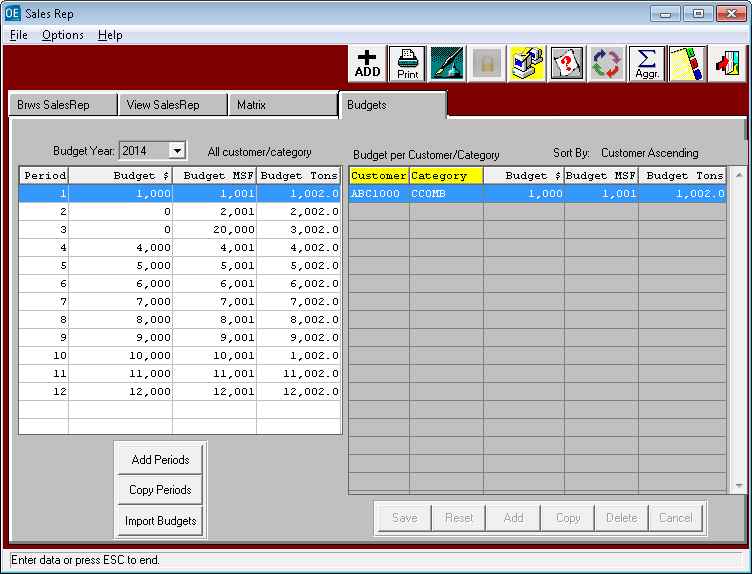 OE Sales Rep
File Options Help
ADD Print Aggr.
Brws SalesRep View SalesRep Matrix Budgets
Budget Year: 2014 All customer/category
Budget per Customer/Category Sort By: Customer Ascending
Period Budget $ Budget MSF Budget Tons
1 1,000 1,001 1,002.0
2 0 2,001 2,002.0
3 0 20,000 3,002.0
4 4,000 4,001 4,002.0
5 5,000 5,001 5,002.0
6 6,000 6,001 6,002.0
7 7,000 7,001 7,002.0
8 8,000 8,001 8,002.0
9 9,000 9,001 9,002.0
10 10,000 10,001 1,002.0
11 11,000 11,001 11,002.0
12 12,000 12,001 12,002.0
Customer Category Budget $ Budget MSF Budget Tons
ABC1000 CCOMB 1,000 1,001 1,002.0
Add Periods
Copy Periods
Import Budgets
Save Reset Add Copy Delete Cancel
Enter data or press ESC to end.